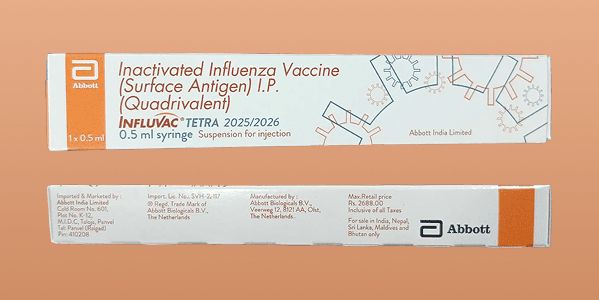 Inactivated Influenza Vaccine
(Surface Antigen) I.P.
(Quadrivalent)
INFLUVAC® TETRA 2025/2026
0.5 ml syringe Suspension for injection
Abbott
1 x 0.5 ml
Abbott India Limited
Imported & Marketed by :
Abbott India Limited
Cold Room No. 601,
Plot No. K-12,
M.I.D.C, Taloja, Panvel
Tal: Panvel (Raigad)
Pin: 410208
Import. Lic. No.
® Regd. Trade Mark of
Abbott Biologicals B.V.,
The Netherlands
Manufactured by :
Abbott Biologicals B.V.,
Veerweg 12, 8121 AA, Olst,
The Netherlands.
Max.Retail price
Rs. 2688.00
Inclusive of all Taxes
For sale in India, Nepal,
Sri Lanka, Maldives and
Bhutan only
Abbott